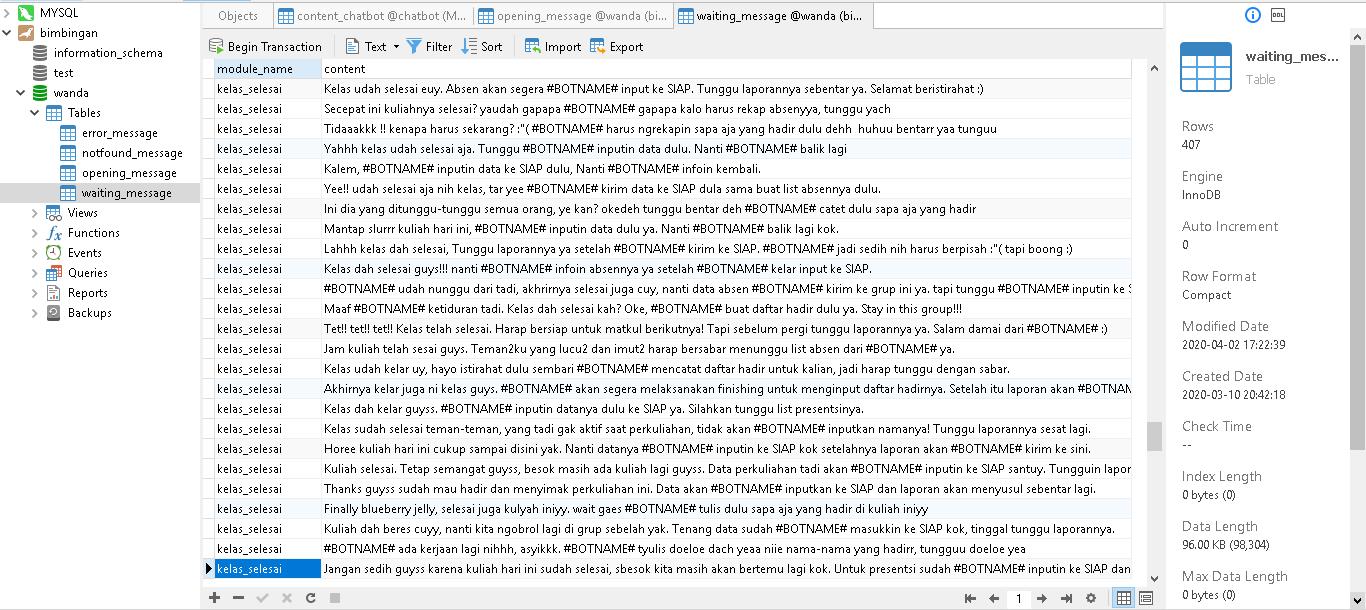 MYSQL
bimbingan
information_schema
test
wanda
Tables
error_message
notfound_message
opening_message
waiting_message
Views
Functions
Events
Queries
Reports
Backups
Objects
content_chatbot @chatbot (M...
opening_message @wanda (bi...
waiting_message @wanda (bi...
Begin Transaction
Text
Filter
Sort
Import
Export
module_name content
kelas_selesai Kelas udah selesai euy. Absen akan segera #BOTNAME# input ke SIAP. Tunggu laporannya sebentar ya. Selamat beristirahat :)
kelas_selesai Secepat ini kuliahnya selesai? yaudah gapapa #BOTNAME# gapapa kalo harus rekap absenyya, tunggu yach
kelas_selesai Tidaaakkk !! kenapa harus sekarang? :"( #BOTNAME# harus ngrekapin sapa aja yang hadir dulu dehh huhuu bentarr yaa tunguu
kelas_selesai Yahhh kelas udah selesai aja. Tunggu #BOTNAME# inputin data dulu. Nanti #BOTNAME# balik lagi
kelas_selesai Kalem, #BOTNAME# inputin data ke SIAP dulu, Nanti #BOTNAME# infoin kembali.
kelas_selesai Yee!! udah selesai aja nih kelas, tar yee #BOTNAME# kirim data ke SIAP dula sama buat list absennya dulu.
kelas_selesai Ini dia yang ditunggu-tunggu semua orang, ye kan? okedeh tunggu bentar deh #BOTNAME# catet dulu sapa aja yang hadir
kelas_selesai Mantap slurrr kuliah hari ini, #BOTNAME# inputin data dulu ya. Nanti #BOTNAME# balik lagi kok.
kelas_selesai Lahhh kelas dah selesai, Tunggu laporannya ya setelah #BOTNAME# kirim ke SIAP. #BOTNAME# jadi sedih nih harus berpisah :"( tapi boong :)
kelas_selesai Kelas dah selesai guys!!! nanti #BOTNAME# infoin absennya ya setelah #BOTNAME# kelar input ke SIAP.
kelas_selesai #BOTNAME# udah nunggu dari tadi, akhrirnya selesai juga cuy, nanti data absen #BOTNAME# kirim ke grup ini ya. tapi tunggu #BOTNAME# inputin ke S
kelas_selesai Maaf #BOTNAME# ketiduran tadi. Kelas dah selesai kah? Oke, #BOTNAME# buat daftar hadir dulu ya. Stay in this group!!!
kelas_selesai Tet!! tet!! tet!! Kelas telah selesai. Harap bersiap untuk matkul berikutnya! Tapi sebelum pergi tunggu laporannya ya. Salam damai dari #BOTNAME# :)
kelas_selesai Jam kuliah telah sesai guys. Teman2ku yang lucu2 dan imut2 harap bersabar menunggu list absen dari #BOTNAME# ya.
kelas_selesai Kelas udah kelar uy, hayo istirahat dulu sembari #BOTNAME# mencatat daftar hadir untuk kalian, jadi harap tunggu dengan sabar.
kelas_selesai Akhirnya kelar juga ni kelas guys. #BOTNAME# akan segera melaksanakan finishing untuk menginput daftar hadirnya. Setelah itu laporan akan #BOTNAM
kelas_selesai Kelas dah kelar guyss. #BOTNAME# inputin datanya dulu ke SIAP ya. Silahkan tunggu list presentsinya.
kelas_selesai Kelas sudah selesai teman-teman, yang tadi gak aktif saat perkuliahan, tidak akan #BOTNAME# inputkan namanya! Tunggu laporannya sesat lagi.
kelas_selesai Horee kuliah hari ini cukup sampai disini yak. Nanti datanya #BOTNAME# inputin ke SIAP kok setelahnya laporan akan #BOTNAME# kirim ke sini.
kelas_selesai Kuliah selesai. Tetap semangat guyss, besok masih ada kuliah lagi guyss. Data perkuliahan tadi akan #BOTNAME# inputin ke SIAP santuy. Tungguin lapor
kelas_selesai Thanks guyss sudah mau hadir dan menyimak perkuliahan ini. Data akan #BOTNAME# inputkan ke SIAP dan laporan akan menyusul sebentar lagi.
kelas_selesai Finally blueberry jelly, selesai juga kulyah iniyy. wait gaes #BOTNAME# tulis dulu sapa aja yang hadir di kuliah iniyy
kelas_selesai Kuliah dah beres cuyy, nanti kita ngobrol lagi di grup sebelah yak. Tenang data sudah #BOTNAME# masukkin ke SIAP kok, tinggal tunggu laporannya.
kelas_selesai #BOTNAME# ada kerjaan lagi nihhh, asyikkk. #BOTNAME# tyulis doeloe dach yeaa niie nama-nama yang hadirr, tungguu doeloe yea
kelas_selesai Jangan sedih guyss karena kuliah hari ini sudah selesai, sbesok kita masih akan bertemu lagi kok. Untuk presentsi sudah #BOTNAME# inputin ke SIAP dan
1
DDL
waiting_mes...
Table
Rows
407
Engine
InnoDB
Auto Increment
0
Row Format
Compact
Modified Date
2020-04-02 17:22:39
Created Date
2020-03-10 20:42:18
Check Time
--
Index Length
0 bytes (0)
Data Length
96.00 KB (98,304)
Max Data Length
0 bytes (0)